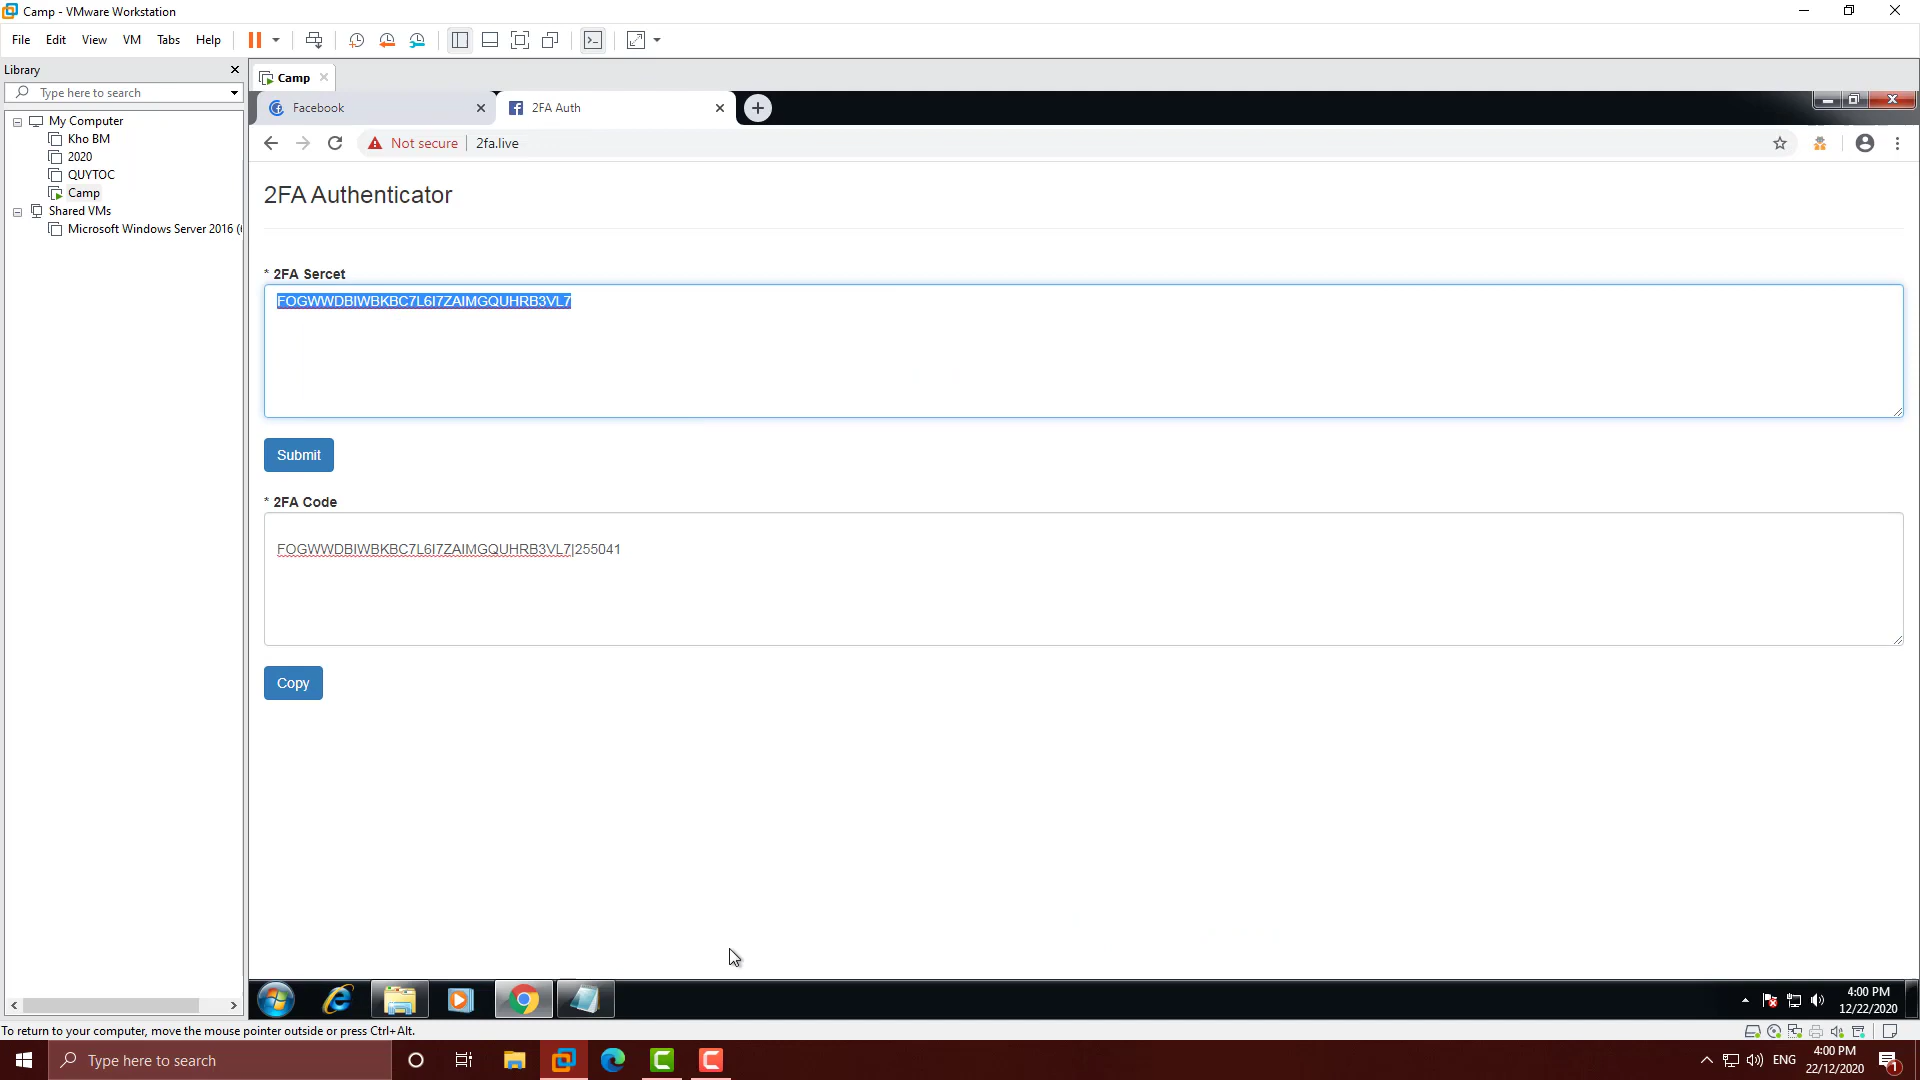 Camp - VMware Workstation
File Edit View VM Tabs Help
Library
Type here to search
My Computer
Kho BM
2020
QUYTOC
Camp
Shared VMs
Microsoft Windows Server 2016 (
Camp
Facebook
2FA Auth
Not secure
2fa.live
2FA Authenticator
* 2FA Sercet
FOGWWDBIWBKBC7L6I7ZAIMGQUHRB3VL7
Submit
* 2FA Code
FOGWWDBIWBKBC7L6I7ZAIMGQUHRB3VL7|255041
Copy
4:00 PM
12/22/2020
To return to your computer, move the mouse pointer outside or press Ctrl+Alt.
Type here to search
ENG
4:00 PM
22/12/2020
1